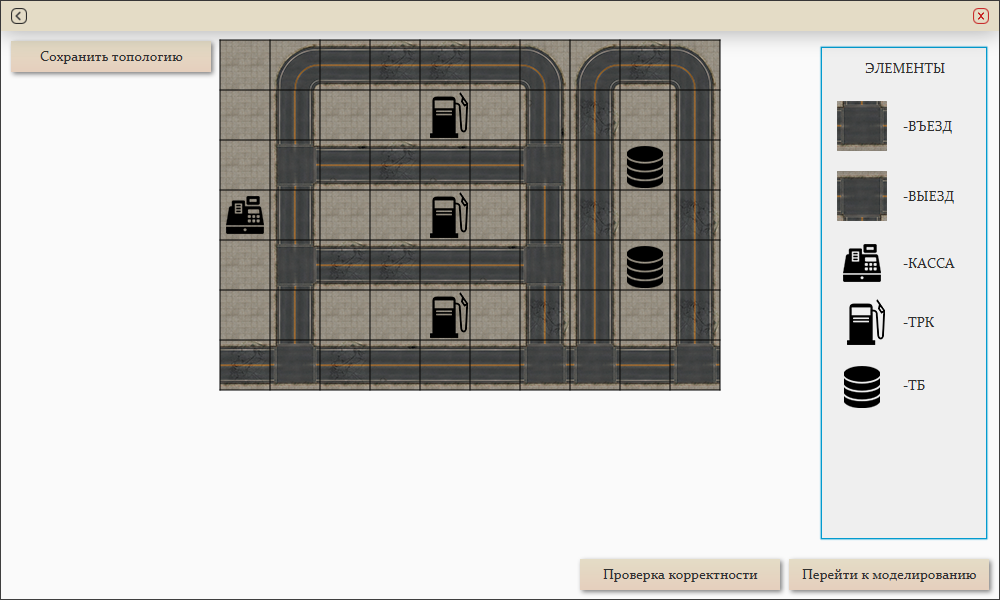 Сохранить топологию
ЭЛЕМЕНТЫ
-ВЪЕЗД
-ВЫЕЗД
-КАССА
-ТРК
-ТБ
Проверка корректности
Перейти к моделированию